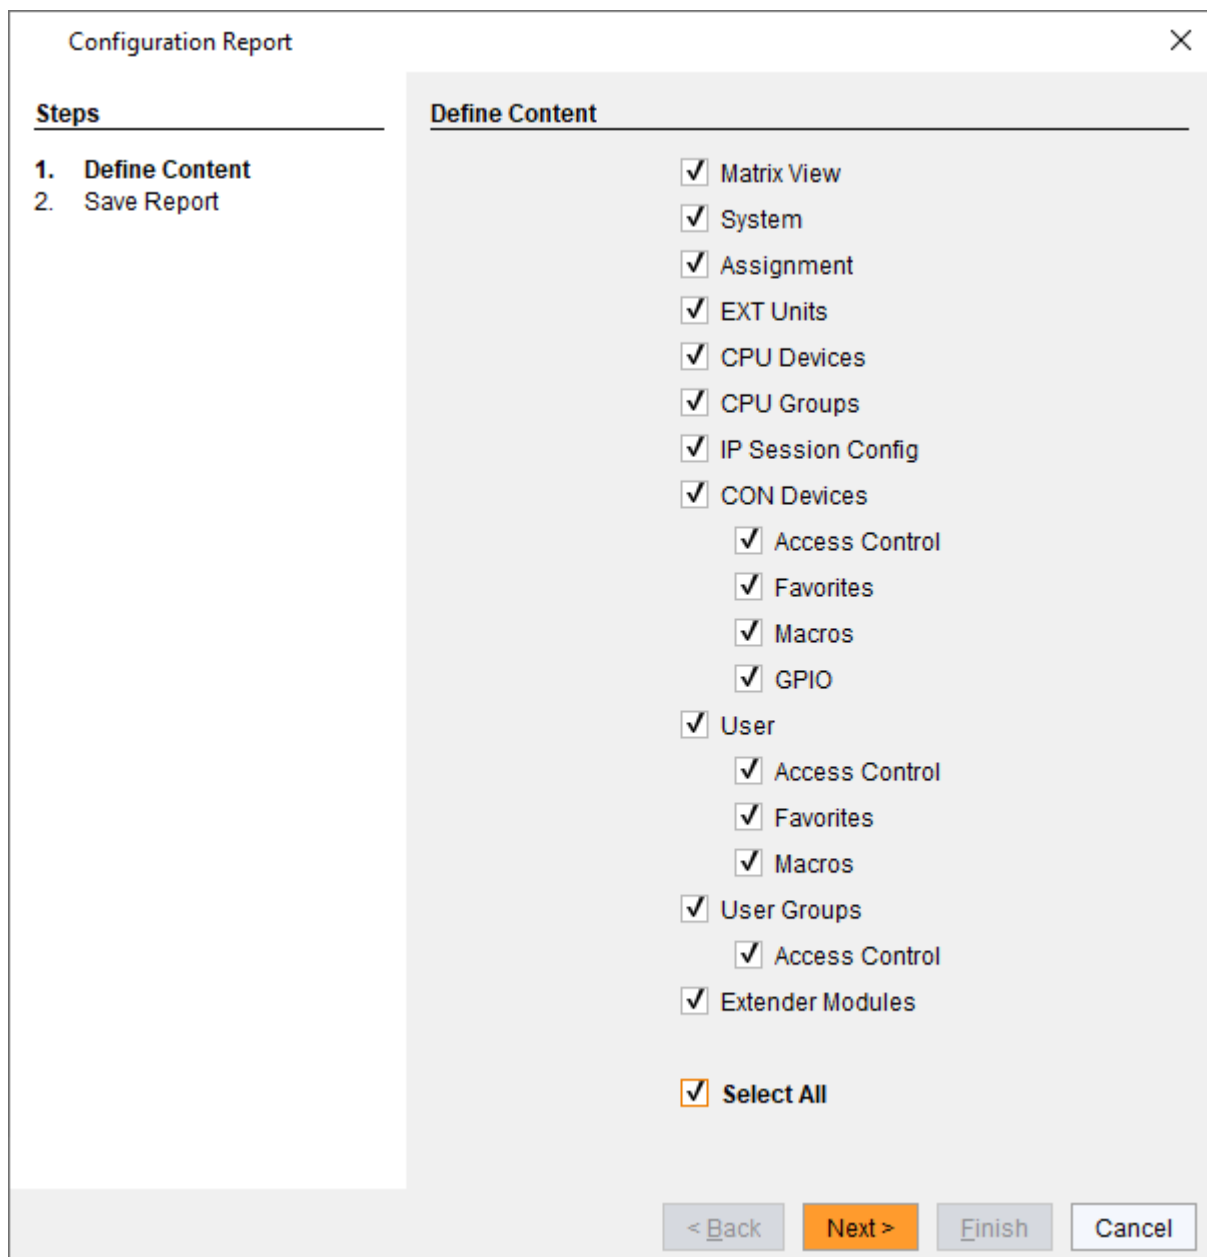 Configuration Report
Steps
1. Define Content
2. Save Report
Define Content
Matrix View
System
Assignment
EXT Units
CPU Devices
CPU Groups
IP Session Config
CON Devices
Access Control
Favorites
Macros
GPIO
User
Access Control
Favorites
Macros
User Groups
Access Control
Extender Modules
Select All
< Back Next > Finish Cancel